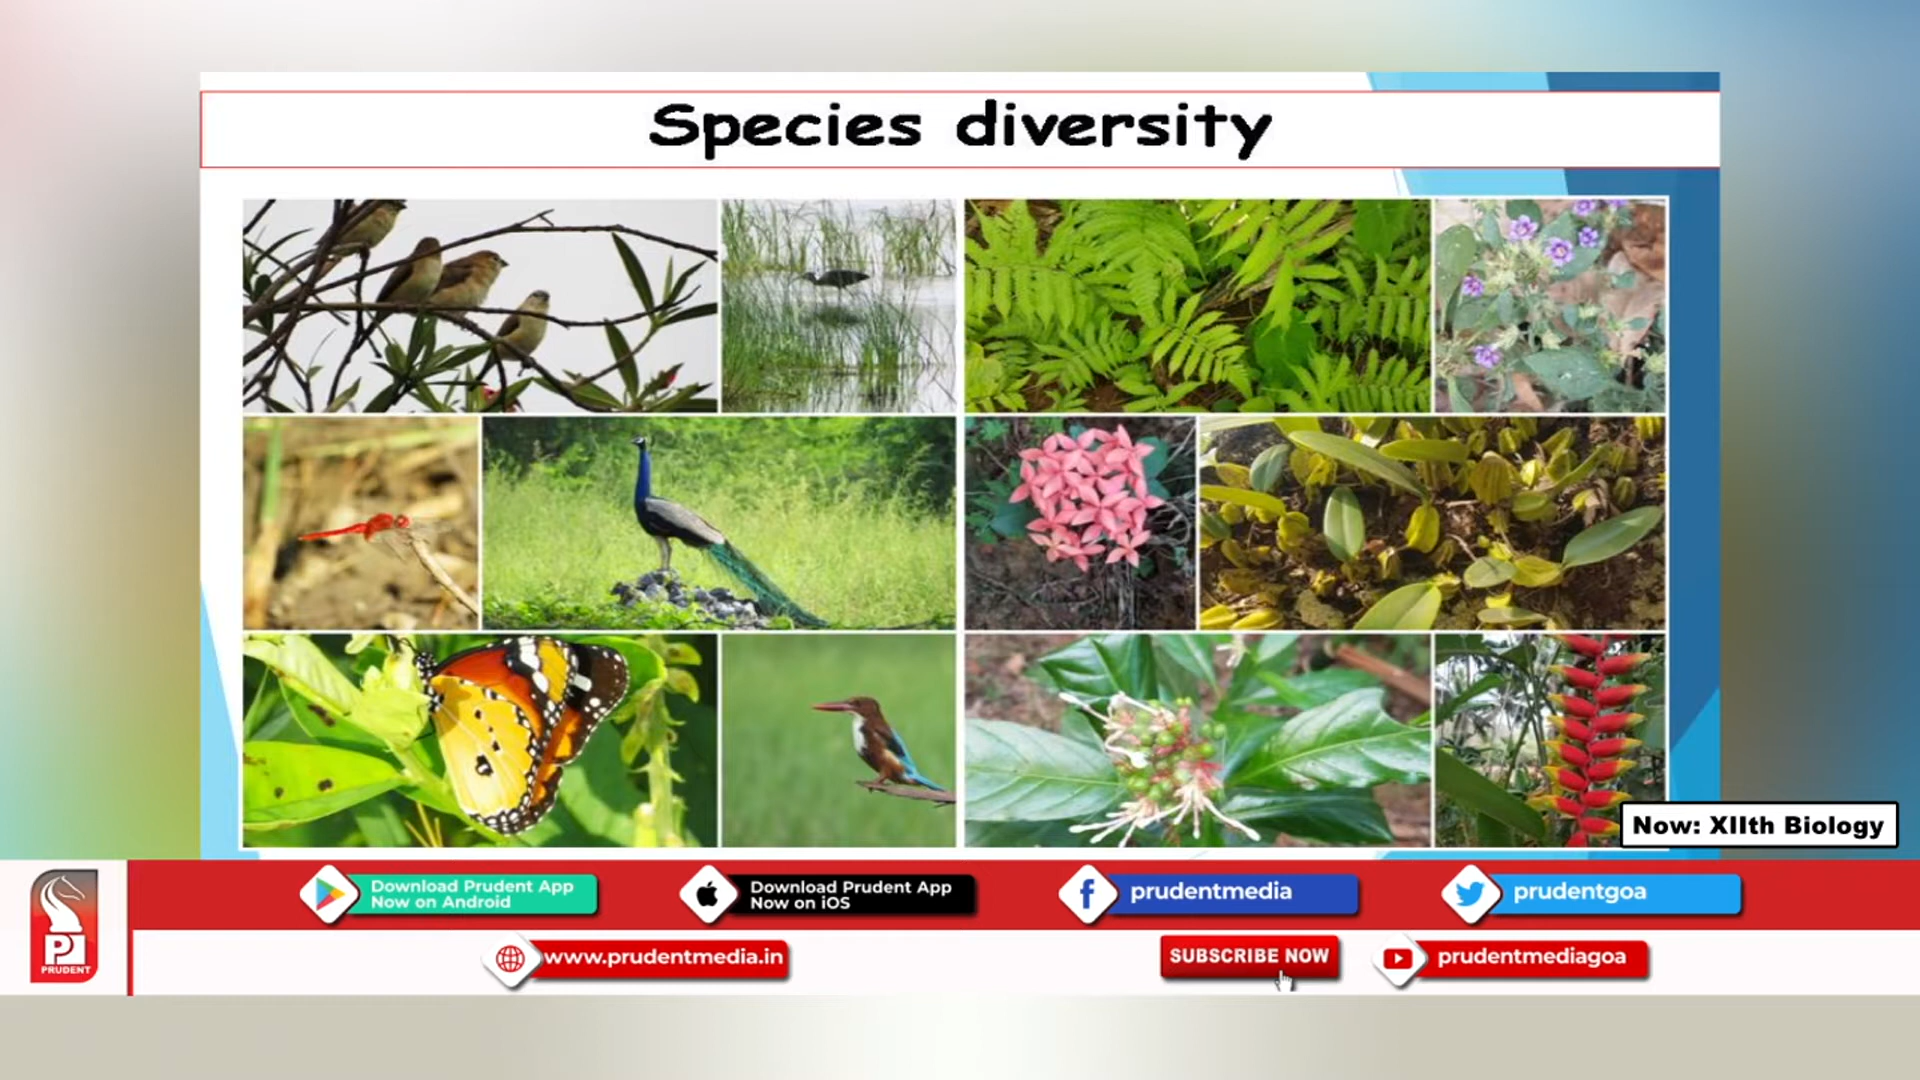 Species diversity
Now: XIIth Biology
Download Prudent App
Now on Android
Download Prudent App
Now on iOS
prudentmedia
prudentgoa
PRUDENT
www.prudentmedia.in
SUBSCRIBE NOW
prudentmediagoa